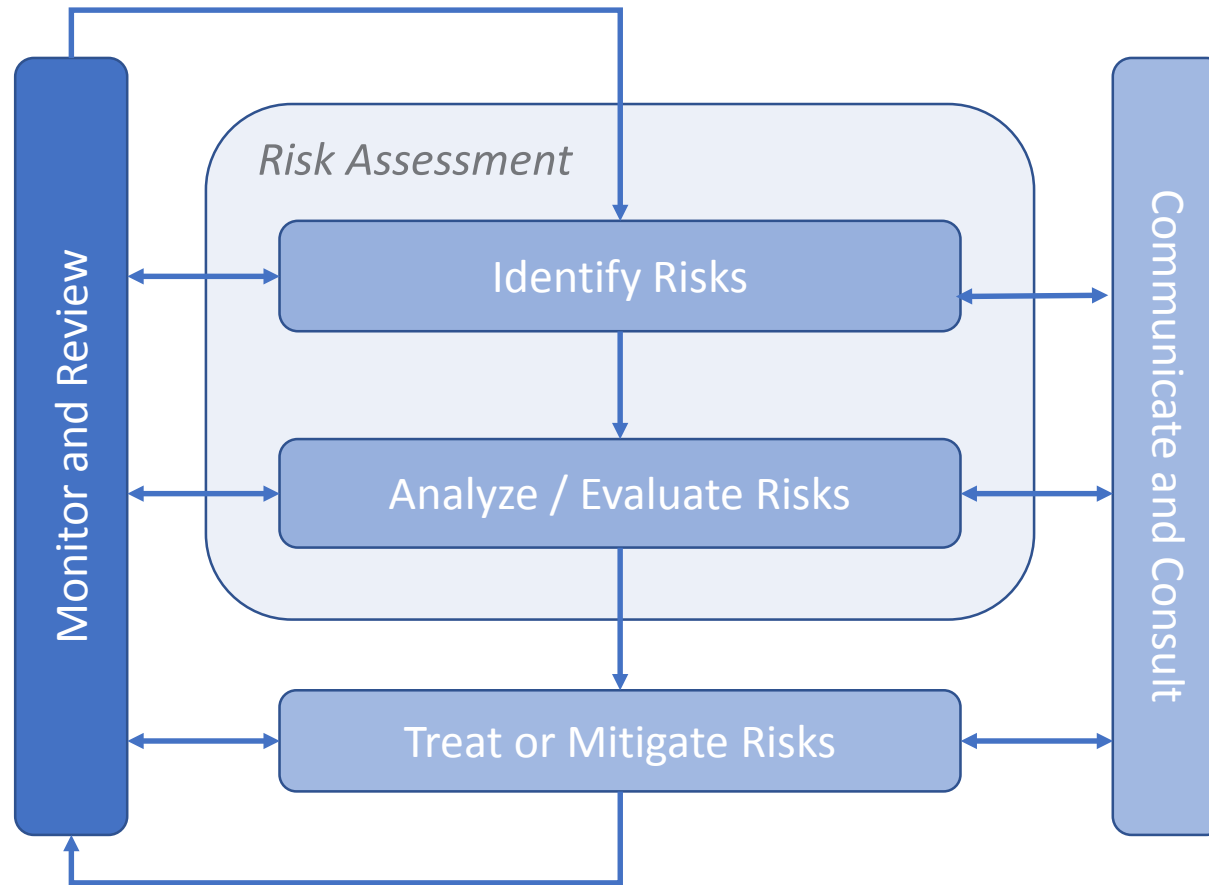 Risk Assessment
Identify Risks
Analyze / Evaluate Risks
Treat or Mitigate Risks
Monitor and Review
Communicate and Consult